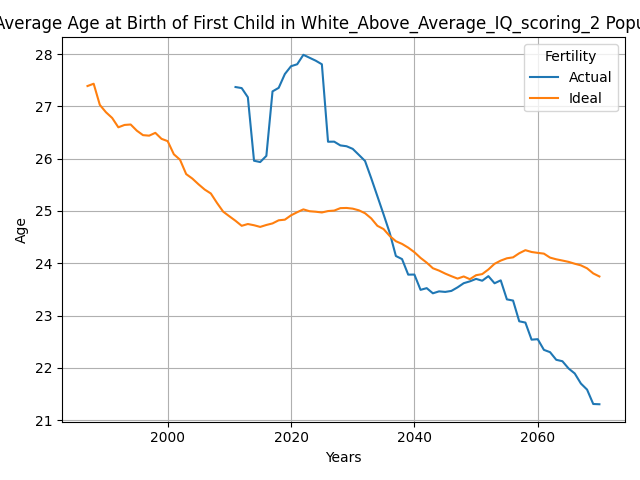 Average Age at Birth of First Child in White_Above_Average_IQ_scoring_2 Popu
Fertility
Actual
Ideal
28
27
26
25
24
23
22
21
Age
2000
2020
2040
2060
Years